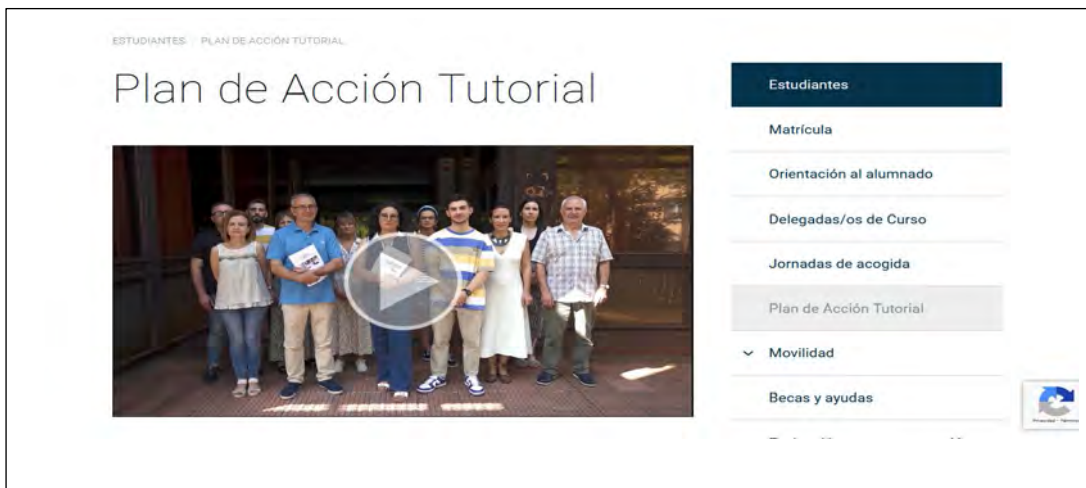 ESTUDIANTES / PLAN DE ACCIÓN TUTORIAL
Plan de Acción Tutorial
Estudiantes
Matrícula
Orientación al alumnado
Delegadas/os de Curso
Jornadas de acogida
Plan de Acción Tutorial
Movilidad
Becas y ayudas